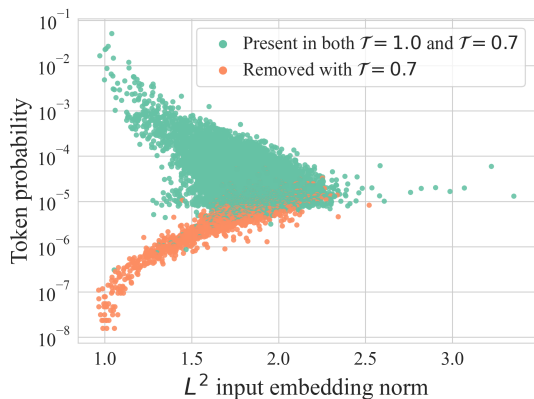 10⁻¹
10⁻²
10⁻³
10⁻⁴
10⁻⁵
10⁻⁶
10⁻⁷
10⁻⁸
Token probability
Present in both 𝒯 = 1.0 and 𝒯 = 0.7
Removed with 𝒯 = 0.7
1.0 1.5 2.0 2.5 3.0
L² input embedding norm